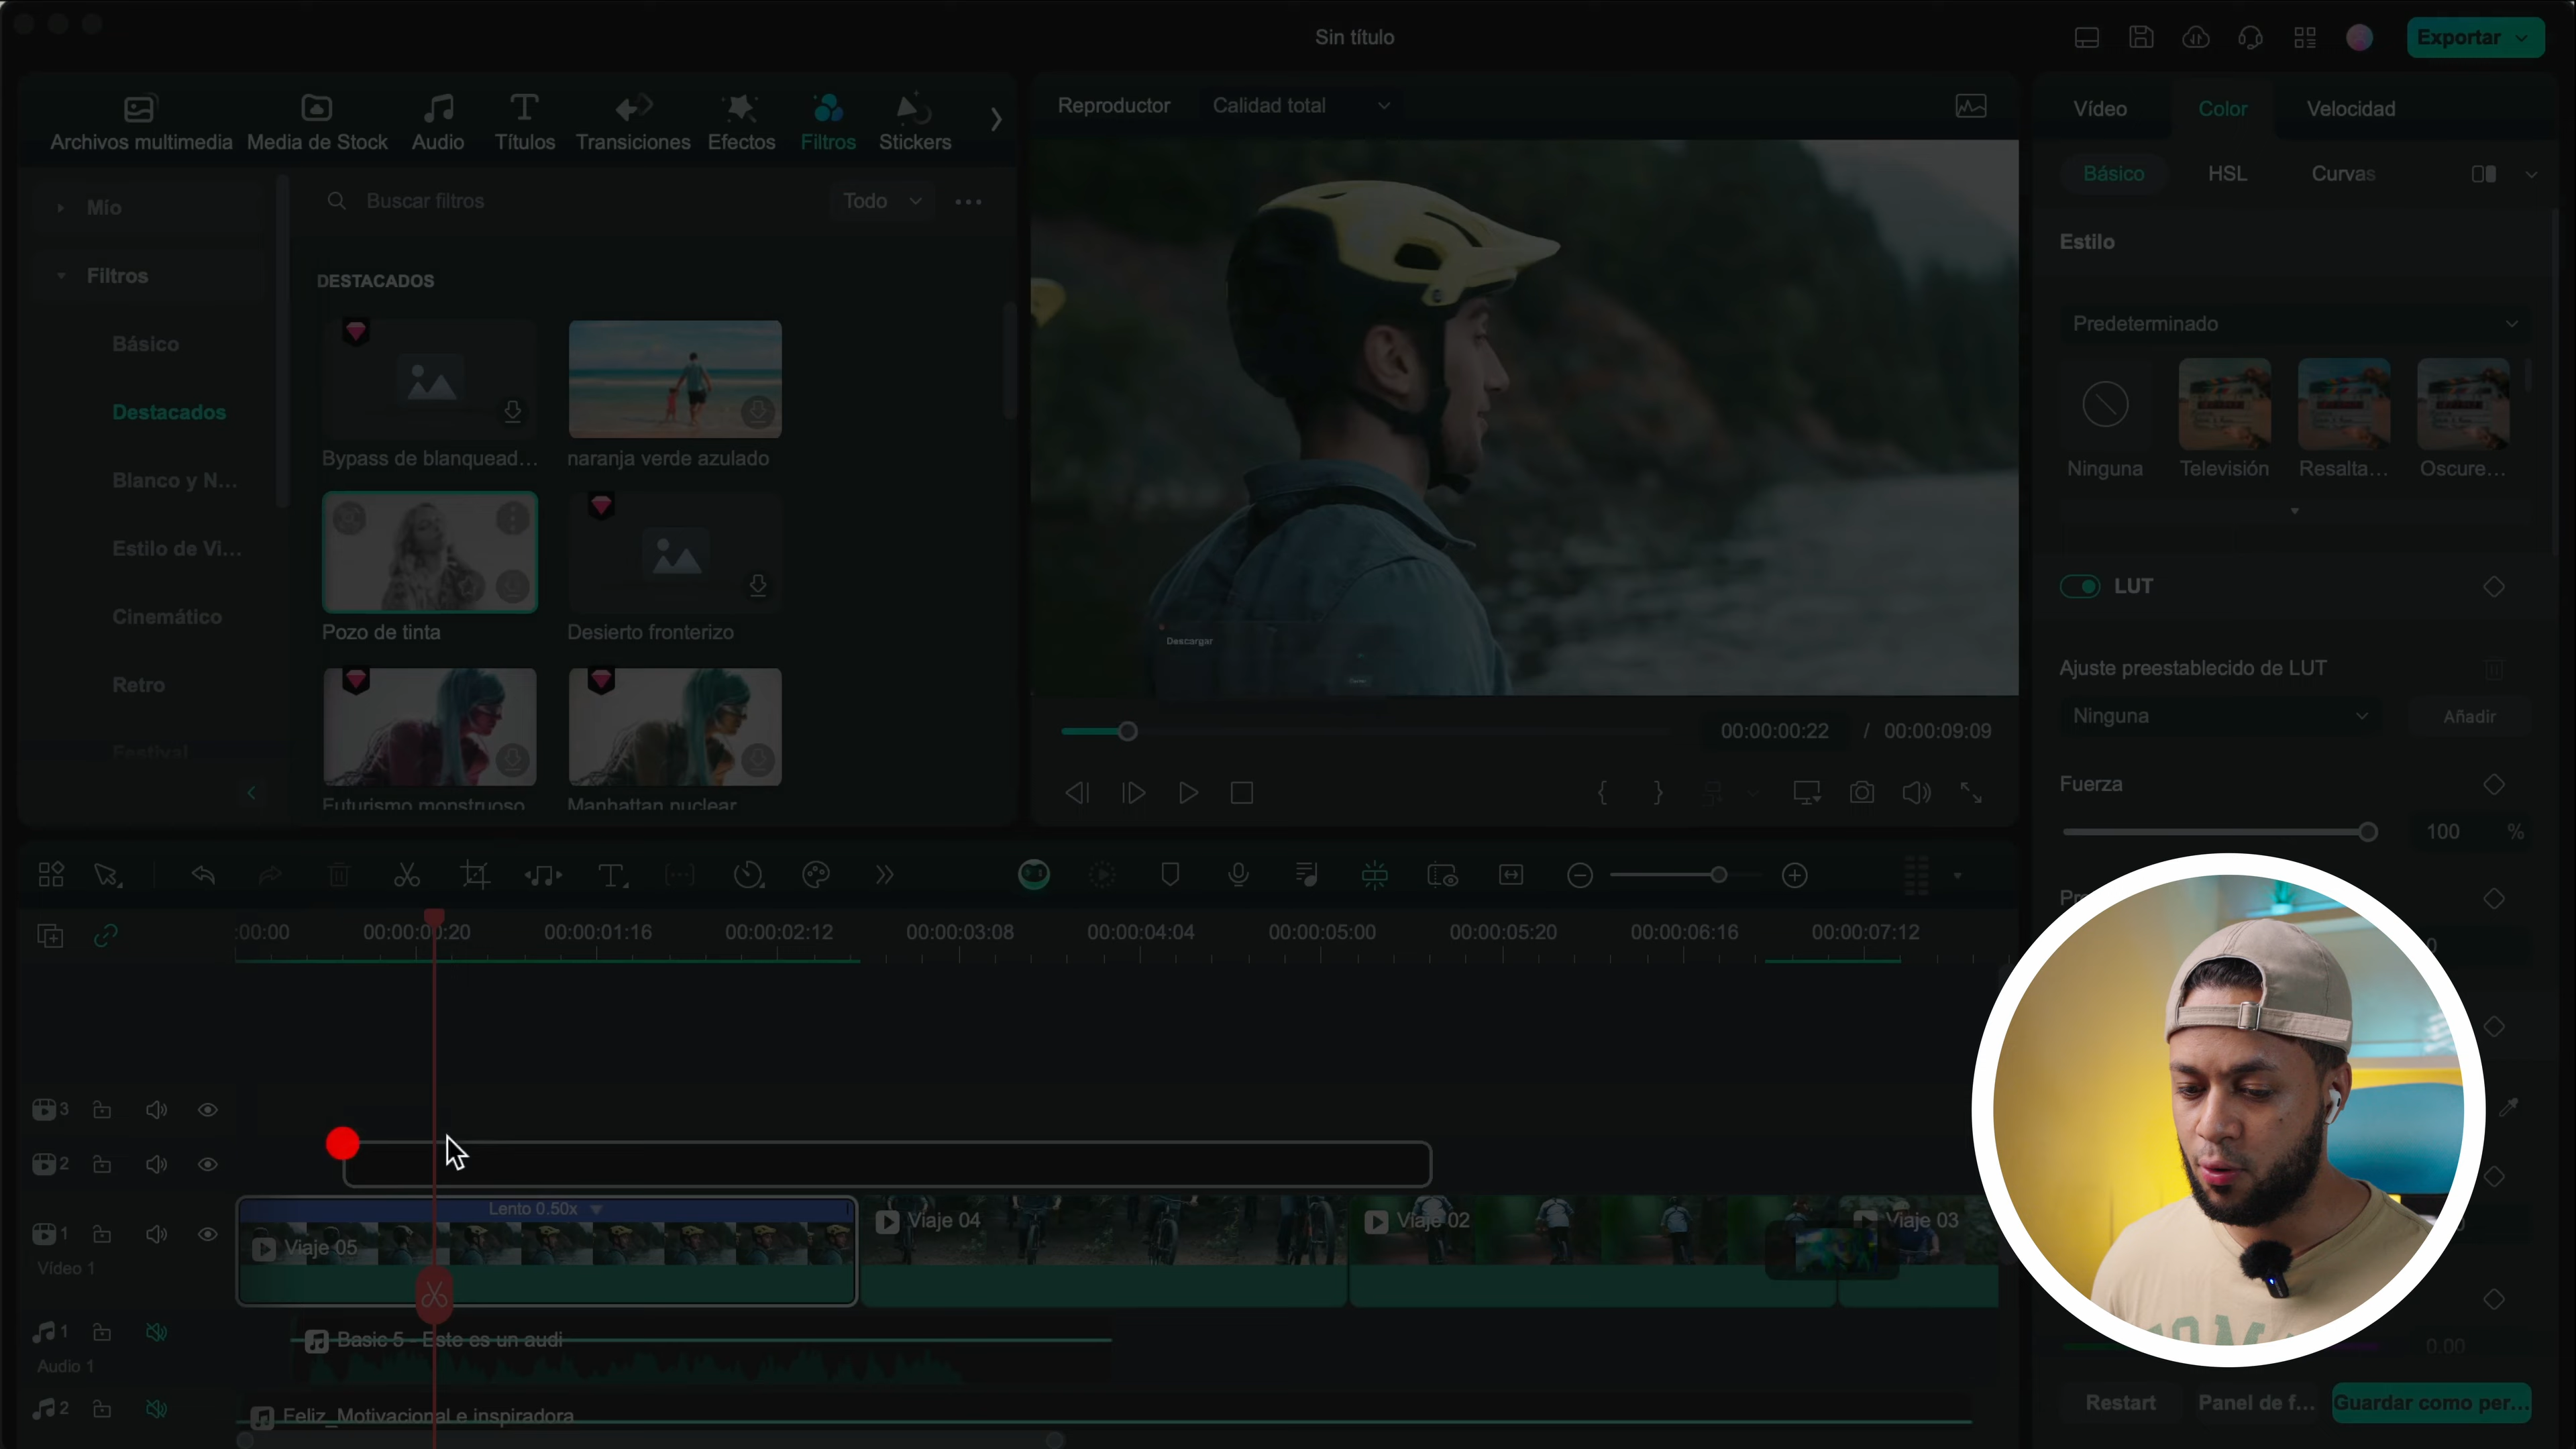 Sin título
Exportar
Archivos multimedia
Media de Stock
Audio
Títulos
Transiciones
Efectos
Filtros
Stickers
Reproductor
Calidad total
Vídeo
Color
Velocidad
Mío
Buscar filtros
Todo
Básico
HSL
Curvas
Filtros
DESTACADOS
Estilo
Básico
Destacados
Blanco y N...
Estilo de Vi...
Cinemático
Retro
Festival
Bypass de blanquead...
naranja verde azulado
Pozo de tinta
Desierto fronterizo
Futurismo monstruoso
Manhattan nuclear
Descargar
Predeterminado
Ninguna
Televisión
Resalta...
Oscure...
LUT
Ajuste preestablecido de LUT
Ninguna
Añadir
Fuerza
100 %
00:00:00:22 / 00:00:09:09
:00:00
00:00:00:20
00:00:01:16
00:00:02:12
00:00:03:08
00:00:04:04
00:00:05:00
00:00:05:20
00:00:06:16
00:00:07:12
3
2
Lento 0.50x
1
Viaje 05
Viaje 04
Viaje 02
Viaje 03
Vídeo 1
1
Basic 5 - Este es un audi
Audio 1
2
Feliz_Motivacional e inspiradora
0.00
Restart
Panel de f...
Guardar como per...